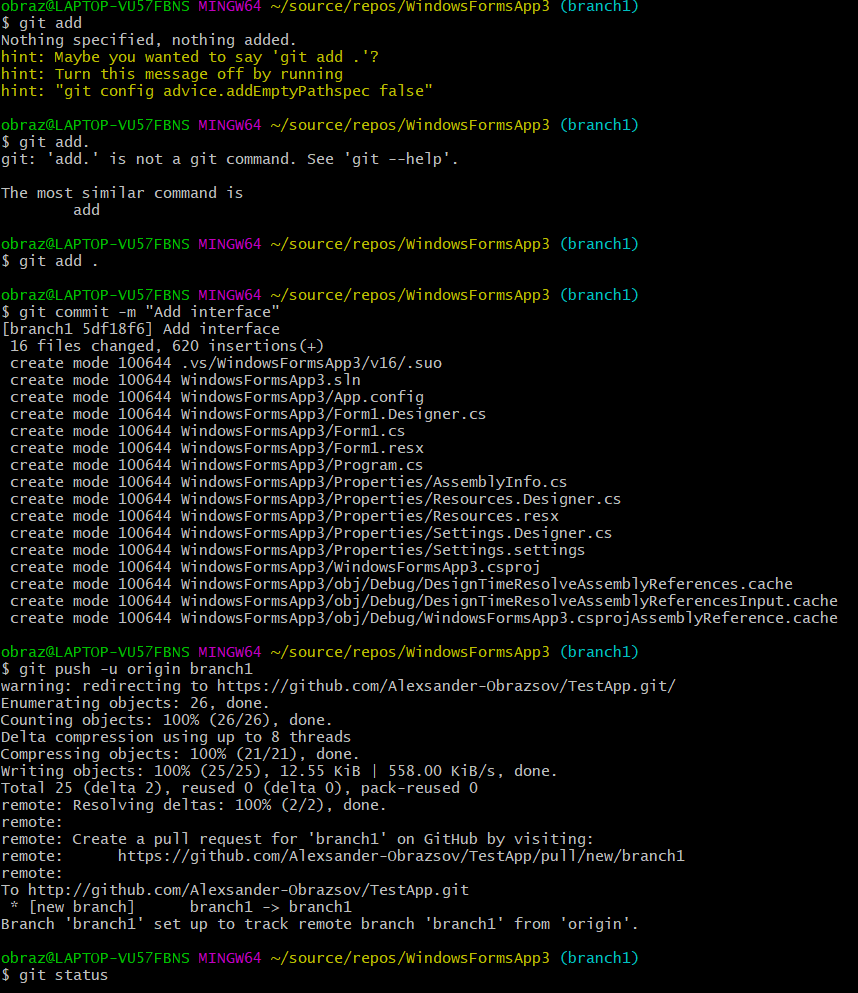 obraz@LAPTOP-VU57FBNS MINGW64 ~/source/repos/WindowsFormsApp3 (branch1)
$ git add
Nothing specified, nothing added.
hint: Maybe you wanted to say 'git add .'?
hint: Turn this message off by running
hint: "git config advice.addEmptyPathspec false"
obraz@LAPTOP-VU57FBNS MINGW64 ~/source/repos/WindowsFormsApp3 (branch1)
$ git add.
git: 'add.' is not a git command. See 'git --help'.
The most similar command is
add
obraz@LAPTOP-VU57FBNS MINGW64 ~/source/repos/WindowsFormsApp3 (branch1)
$ git add .
obraz@LAPTOP-VU57FBNS MINGW64 ~/source/repos/WindowsFormsApp3 (branch1)
$ git commit -m "Add interface"
[branch1 5df18f6] Add interface
16 files changed, 620 insertions(+)
create mode 100644 .vs/WindowsFormsApp3/v16/.suo
create mode 100644 WindowsFormsApp3.sln
create mode 100644 WindowsFormsApp3/App.config
create mode 100644 WindowsFormsApp3/Form1.Designer.cs
create mode 100644 WindowsFormsApp3/Form1.cs
create mode 100644 WindowsFormsApp3/Form1.resx
create mode 100644 WindowsFormsApp3/Program.cs
create mode 100644 WindowsFormsApp3/Properties/AssemblyInfo.cs
create mode 100644 WindowsFormsApp3/Properties/Resources.Designer.cs
create mode 100644 WindowsFormsApp3/Properties/Resources.resx
create mode 100644 WindowsFormsApp3/Properties/Settings.Designer.cs
create mode 100644 WindowsFormsApp3/Properties/Settings.settings
create mode 100644 WindowsFormsApp3/WindowsFormsApp3.csproj
create mode 100644 WindowsFormsApp3/obj/Debug/DesignTimeResolveAssemblyReferences.cache
create mode 100644 WindowsFormsApp3/obj/Debug/DesignTimeResolveAssemblyReferencesInput.cache
create mode 100644 WindowsFormsApp3/obj/Debug/WindowsFormsApp3.csprojAssemblyReference.cache
obraz@LAPTOP-VU57FBNS MINGW64 ~/source/repos/WindowsFormsApp3 (branch1)
$ git push -u origin branch1
warning: redirecting to https://github.com/Alexsander-Obrazsov/TestApp.git/
Enumerating objects: 26, done.
Counting objects: 100% (26/26), done.
Delta compression using up to 8 threads
Compressing objects: 100% (21/21), done.
Writing objects: 100% (25/25), 12.55 KiB | 558.00 KiB/s, done.
Total 25 (delta 2), reused 0 (delta 0), pack-reused 0
remote: Resolving deltas: 100% (2/2), done.
remote:
remote: Create a pull request for 'branch1' on GitHub by visiting:
remote:      https://github.com/Alexsander-Obrazsov/TestApp/pull/new/branch1
remote:
To http://github.com/Alexsander-Obrazsov/TestApp.git
* [new branch]      branch1 -> branch1
Branch 'branch1' set up to track remote branch 'branch1' from 'origin'.
obraz@LAPTOP-VU57FBNS MINGW64 ~/source/repos/WindowsFormsApp3 (branch1)
$ git status